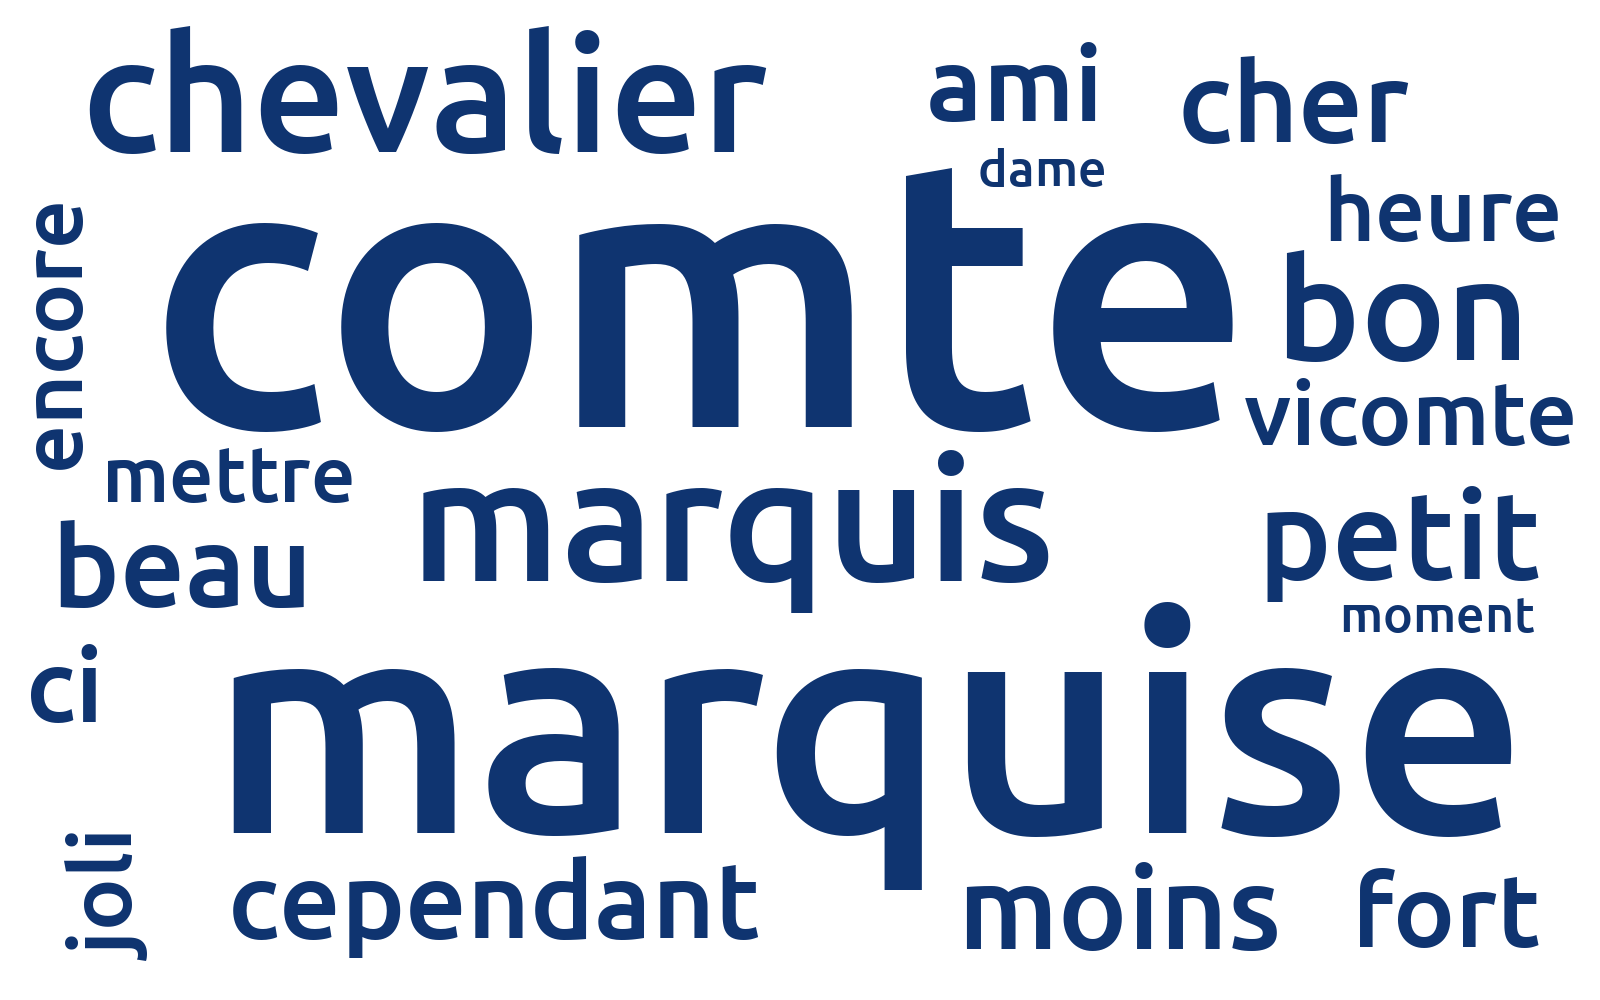 chevalier
ami
cher
dame
comte
heure
encore
bon
vicomte
mettre
marquis
petit
beau
moment
ci
marquise
joli
cependant
moins
fort